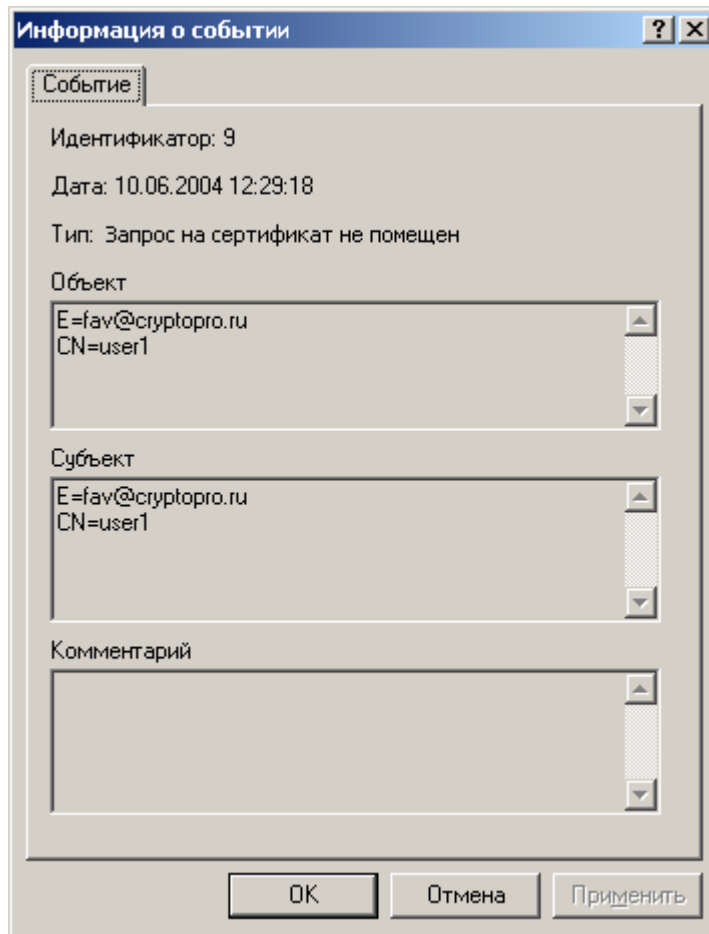 Информация о событии
Событие
Идентификатор: 9
Дата: 10.06.2004 12:29:18
Тип: Запрос на сертификат не помещен
Объект
E=fav@cryptopro.ru
CN=user1
Субъект
E=fav@cryptopro.ru
CN=user1
Комментарий
OK Отмена Применить